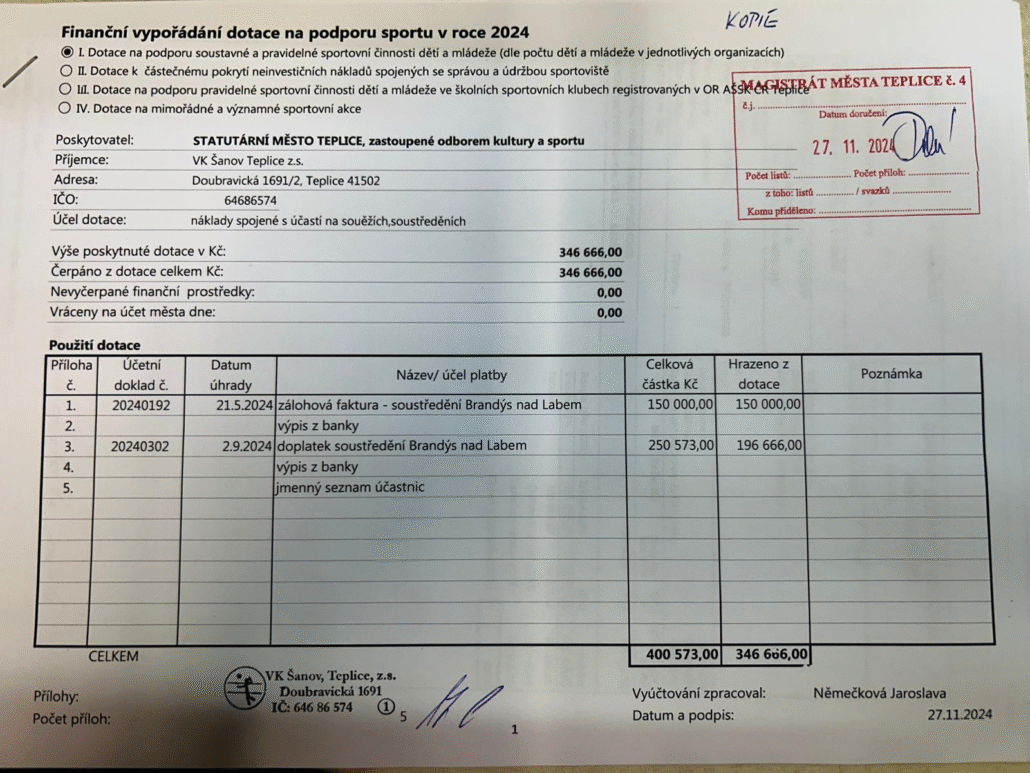 KOPIE
Finanční vypořádání dotace na podporu sportu v roce 2024
I. Dotace na podporu soustavné a pravidelné sportovní činnosti dětí a mládeže (dle počtu dětí a mládeže v jednotlivých organizacích)
II. Dotace k částečnému pokrytí neinvestičních nákladů spojených se správou a údržbou sportoviště
III. Dotace na podporu pravidelné sportovní činnosti dětí a mládeže ve školních sportovních klubech registrovaných v OR AŠSK ČR Teplice
IV. Dotace na mimořádné a významné sportovní akce
MAGISTRÁT MĚSTA TEPLICE č. 4
č.j.
Datum doručení:
27. 11. 2024
Počet listů: Počet příloh:
z toho: listů / svazků
Komu přiděleno:
Poskytovatel: STATUTÁRNÍ MĚSTO TEPLICE, zastoupené odborem kultury a sportu
Příjemce: VK Šanov Teplice z.s.
Adresa: Doubravická 1691/2, Teplice 41502
IČO: 64686574
Účel dotace: náklady spojené s účastí na souěžích,soustředěních
Výše poskytnuté dotace v Kč: 346 666,00
Čerpáno z dotace celkem Kč: 346 666,00
Nevyčerpané finanční prostředky: 0,00
Vráceny na účet města dne: 0,00
Použití dotace
Příloha č. Účetní doklad č. Datum úhrady Název/ účel platby Celková částka Kč Hrazeno z dotace Poznámka
1. 20240192 21.5.2024 zálohová faktura - soustředění Brandýs nad Labem 150 000,00 150 000,00
2. výpis z banky
3. 20240302 2.9.2024 doplatek soustředění Brandýs nad Labem 250 573,00 196 666,00
4. výpis z banky
5. jmenný seznam účastnic
CELKEM 400 573,00 346 666,00
VK Šanov, Teplice, z.s.
Doubravická 1691
IČ: 646 86 574 1
Přílohy:
Počet příloh: 5
Vyúčtování zpracoval: Němečková Jaroslava
Datum a podpis: 27.11.2024
1